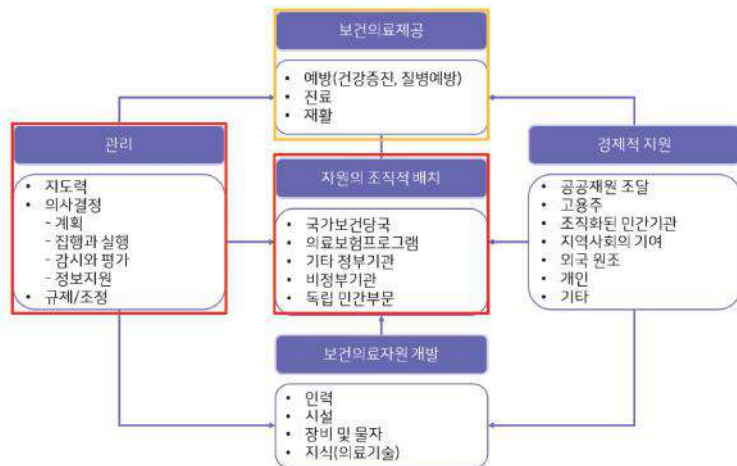 보건의료제공
• 예방(건강증진, 질병예방)
• 진료
• 재활
관리
• 지도력
• 의사결정
- 계획
- 집행과 실행
- 감시와 평가
- 정보지원
• 규제/조정
자원의 조직적 배치
• 국가보건당국
• 의료보험프로그램
• 기타 정부기관
• 비정부기관
• 독립 민간부문
경제적 지원
• 공공재원 조달
• 고용주
• 조직화된 민간기관
• 지역사회의 기여
• 외국 원조
• 개인
• 기타
보건의료자원 개발
• 인력
• 시설
• 장비 및 물자
• 지식(의료기술)